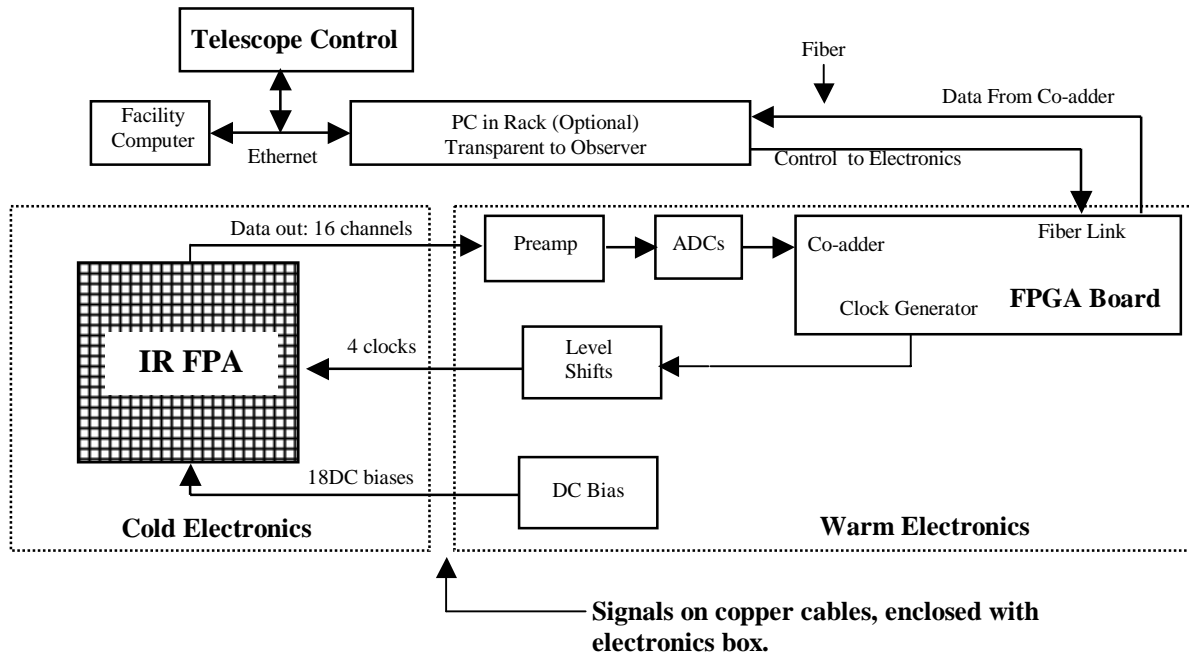 Telescope Control
Fiber
Facility
Computer
Ethernet
PC in Rack (Optional)
Transparent to Observer
Data From Co-adder
Control to Electronics
Data out: 16 channels
Preamp
ADCs
Co-adder
Fiber Link
FPGA Board
Clock Generator
IR FPA
4 clocks
Level
Shifts
18DC biases
DC Bias
Cold Electronics
Warm Electronics
Signals on copper cables, enclosed with
electronics box.